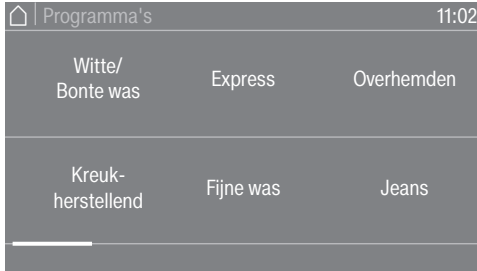 Programma's 11:02
Witte/
Bonte was
Express
Overhemden
Kreuk-
herstellend
Fijne was
Jeans